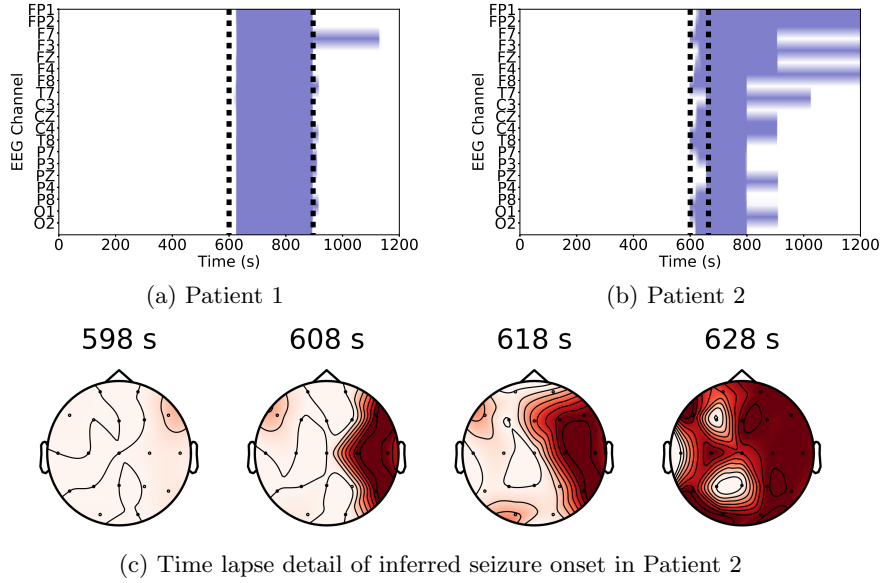 FP1
FP2
F7
F3
FZ
F4
F8
T7
C3
CZ
C4
T8
P7
P3
PZ
P4
P8
O1
O2
EEG Channel
0 200 400 600 800 1000 1200
Time (s)
(a) Patient 1
FP1
FP2
F7
F3
FZ
F4
F8
T7
C3
CZ
C4
T8
P7
P3
PZ
P4
P8
O1
O2
EEG Channel
0 200 400 600 800 1000 1200
Time (s)
(b) Patient 2
598 s 608 s 618 s 628 s
(c) Time lapse detail of inferred seizure onset in Patient 2